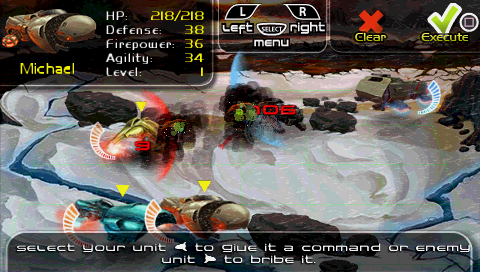 HP: 218/218
Defense: 38
Firepower: 36
Agility: 34
Level: 1
Michael
L R
Left SELECT right
menu
Clear
Execute
106
9
select your unit to give it a command or enemy
unit to bribe it.